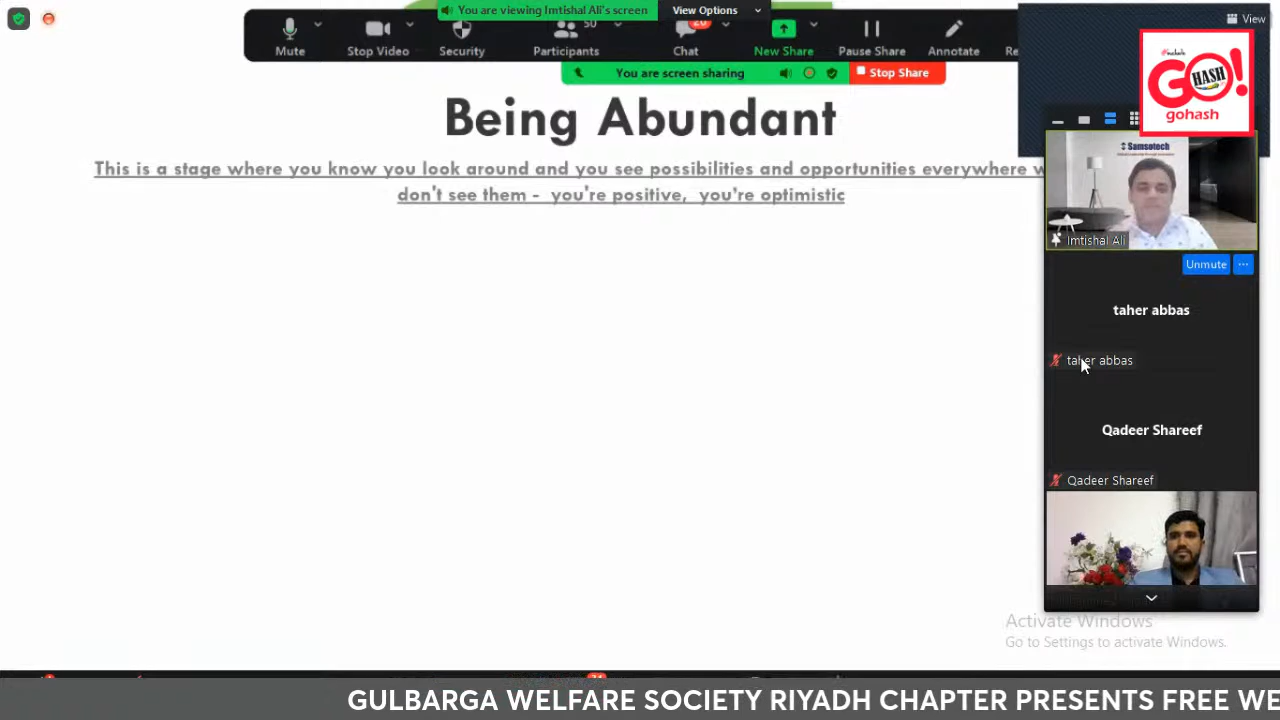 You are viewing Imtishal Ali's screen
View Options
View
Mute
Stop Video
Security
50
Participants
Chat
New Share
Pause Share
Annotate
You are screen sharing
Stop Share
GO!
HASH
gohash
Being Abundant
This is a stage where you know you look around and you see possibilities and opportunities everywhere
don't see them - you're positive, you're optimistic
Samsotech
Imtishal Ali
Unmute
taher abbas
taher abbas
Qadeer Shareef
Qadeer Shareef
Activate Windows
Go to Settings to activate Windows.
GULBARGA WELFARE SOCIETY RIYADH CHAPTER PRESENTS FREE WE